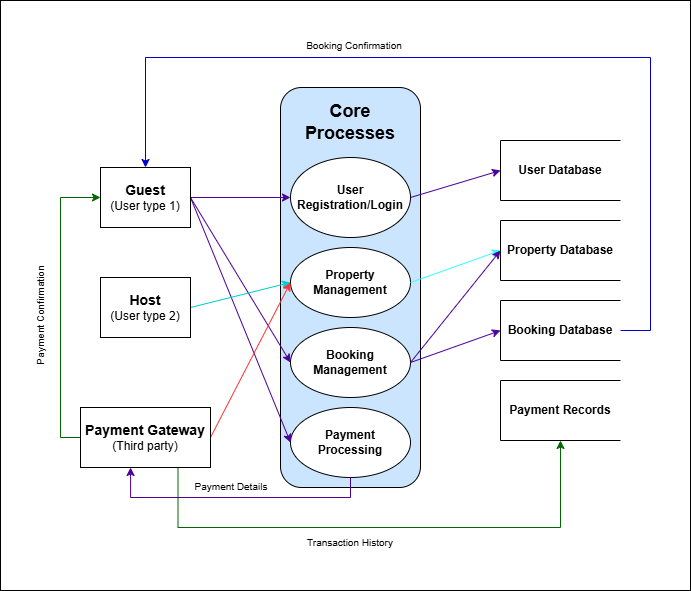 Booking Confirmation
Core
Processes
Guest
(User type 1)
User
Registration/Login
User Database
Host
(User type 2)
Property
Management
Property Database
Payment Confirmation
Booking
Management
Booking Database
Payment Gateway
(Third party)
Payment
Processing
Payment Records
Payment Details
Transaction History